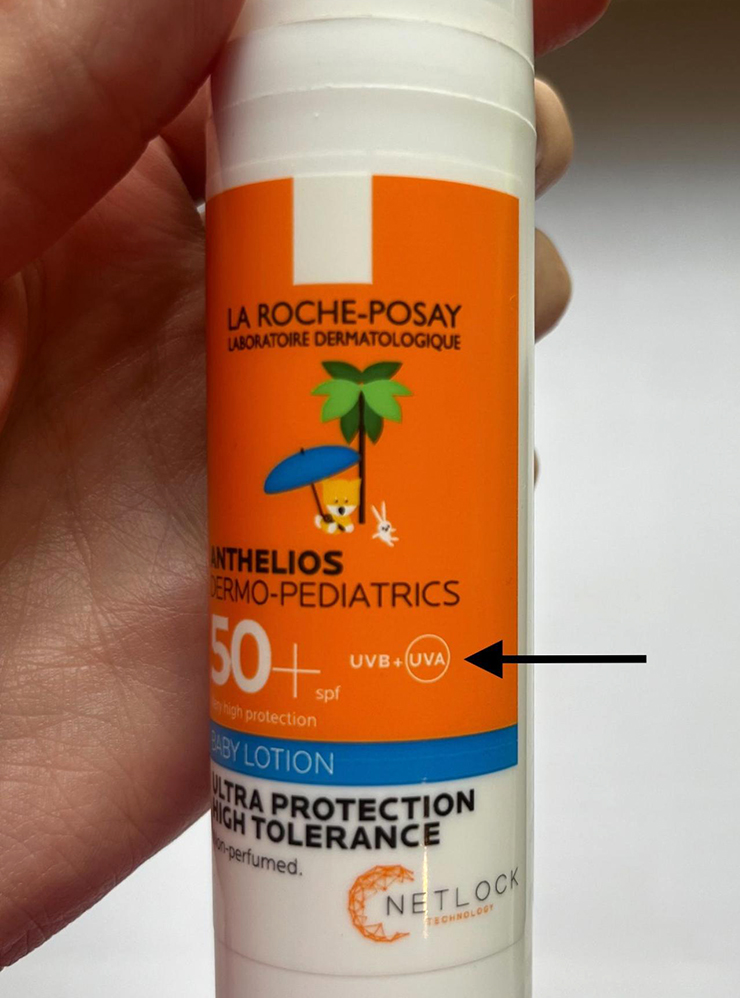 LA ROCHE-POSAY
LABORATOIRE DERMATOLOGIQUE
ANTHELIOS
DERMO-PEDIATRICS
50+ spf
UVB + UVA
high protection
BABY LOTION
ULTRA PROTECTION
HIGH TOLERANCE
non-perfumed.
NETLOCK
TECHNOLOGY